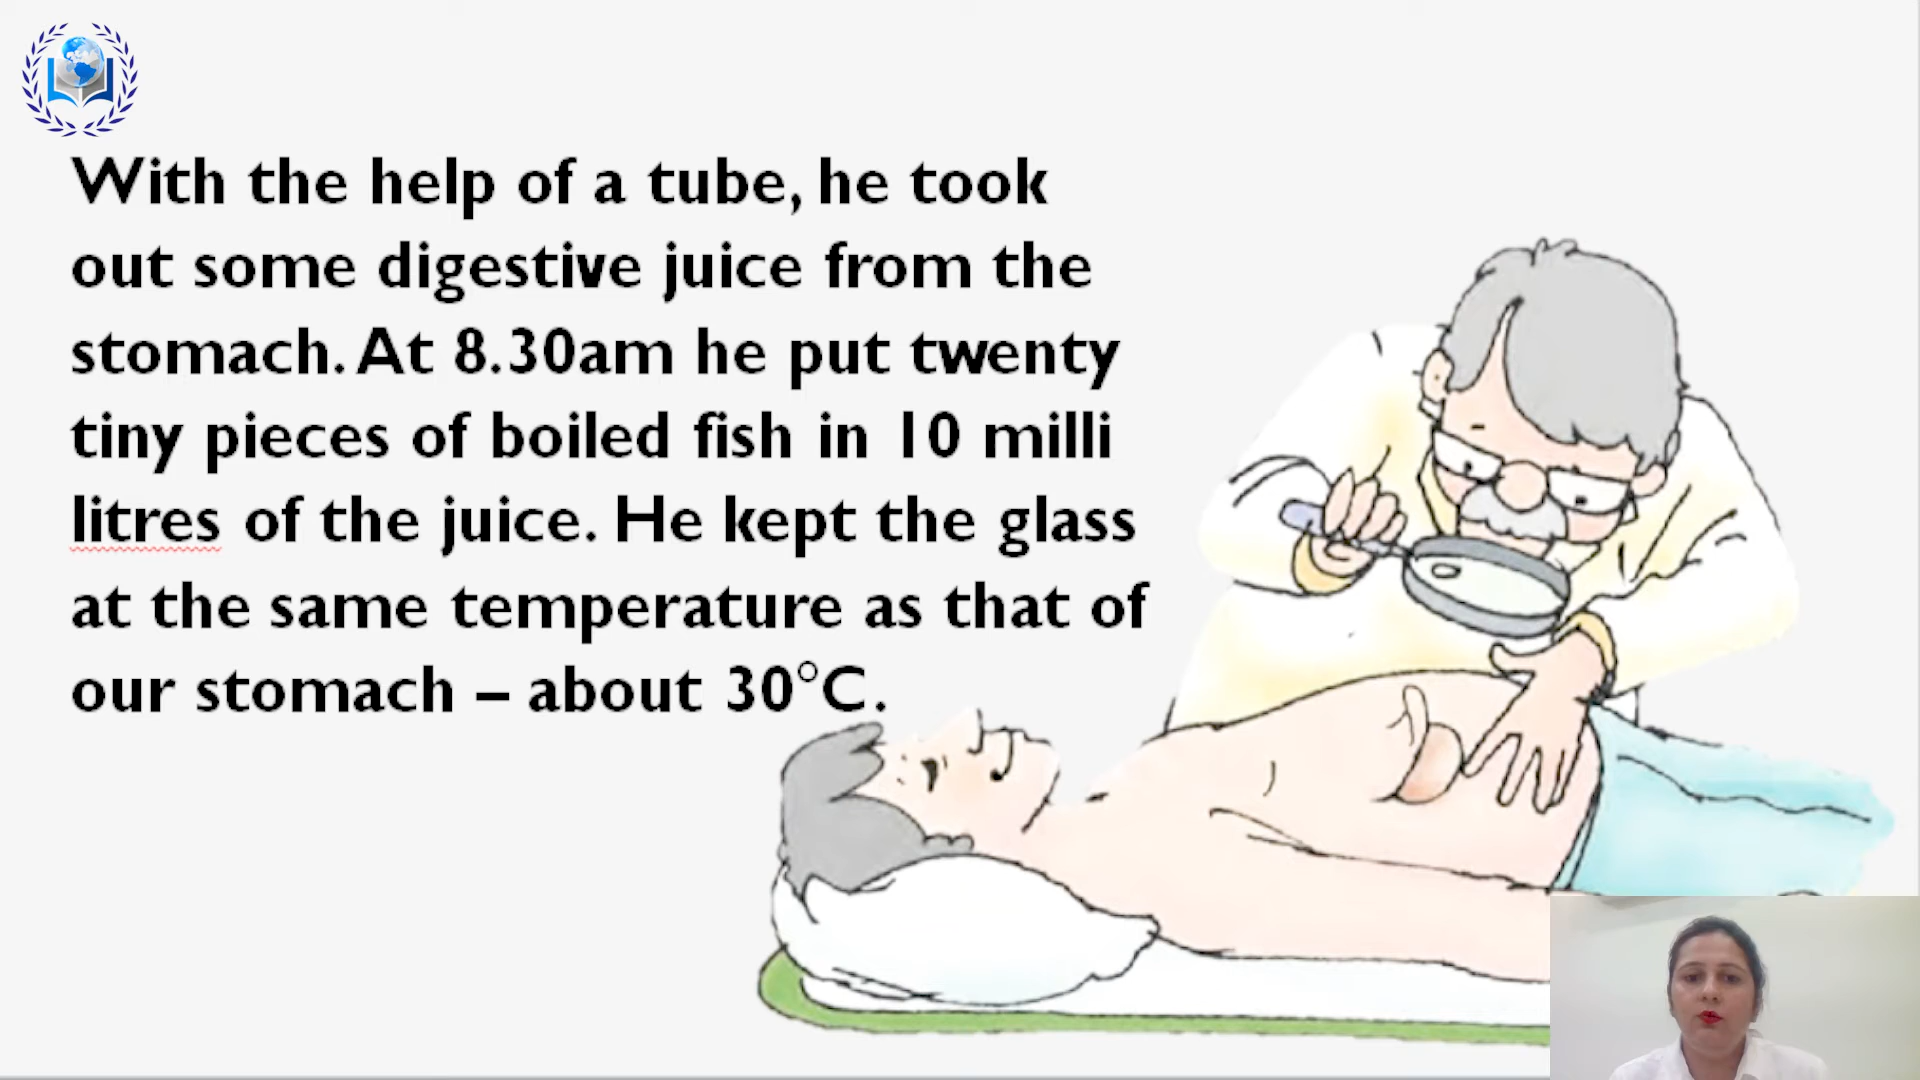 With the help of a tube, he took
out some digestive juice from the
stomach. At 8.30am he put twenty
tiny pieces of boiled fish in 10 milli
litres of the juice. He kept the glass
at the same temperature as that of
our stomach – about 30°C.